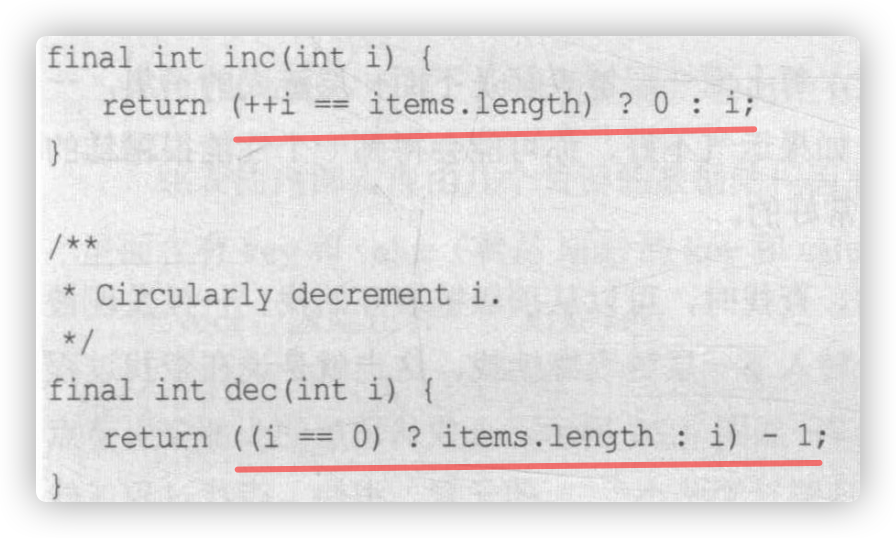 final int inc(int i) {
return (++i == items.length) ? 0 : i;
}
/**
* Circularly decrement i.
*/
final int dec(int i) {
return ((i == 0) ? items.length : i) - 1;
}